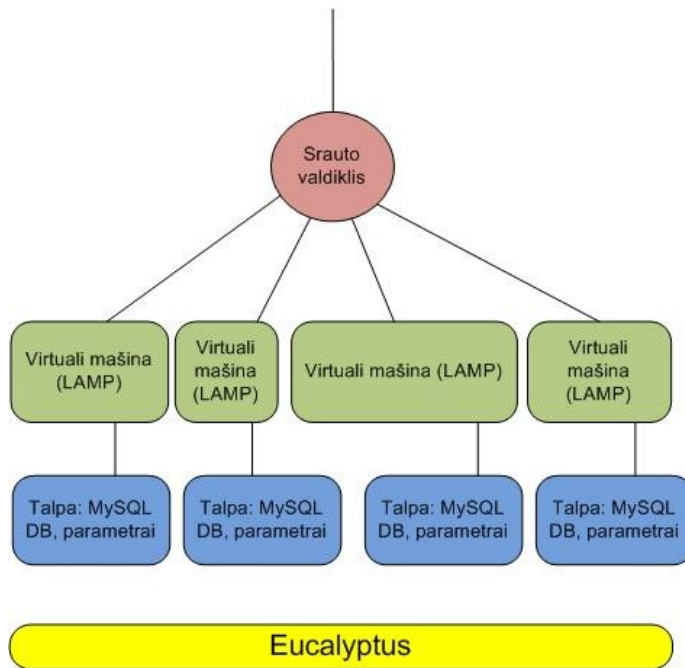 Srauto
valdiklis
Virtuali mašina
(LAMP)
Virtuali
mašina
(LAMP)
Virtuali mašina (LAMP)
Virtuali
mašina
(LAMP)
Talpa: MySQL
DB, parametrai
Talpa: MySQL
DB, parametrai
Talpa: MySQL
DB, parametrai
Talpa: MySQL
DB, parametrai
Eucalyptus